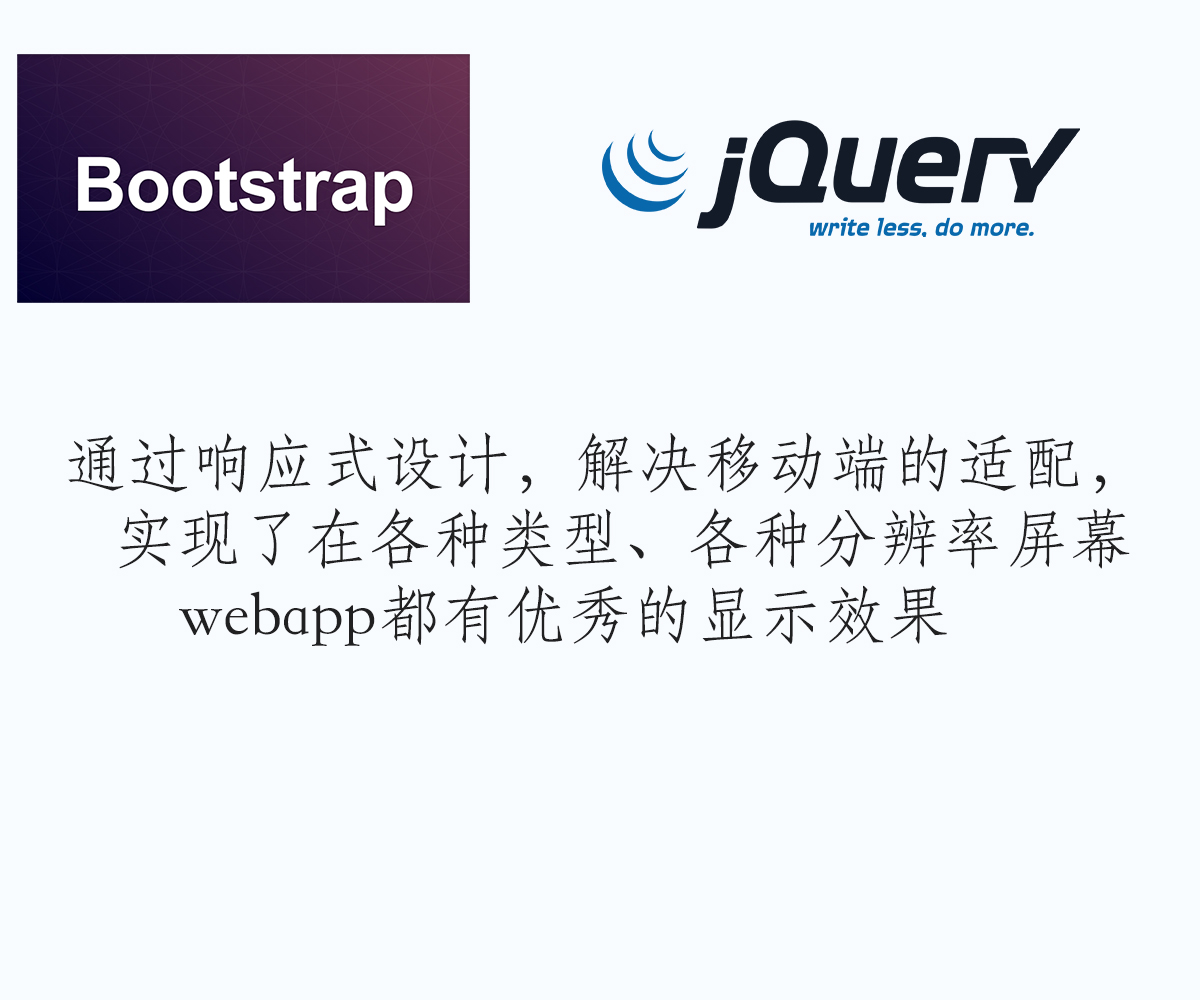 Bootstrap
jQuery
write less, do more.
通过响应式设计，解决移动端的适配，
实现了在各种类型、各种分辨率屏幕
webapp都有优秀的显示效果